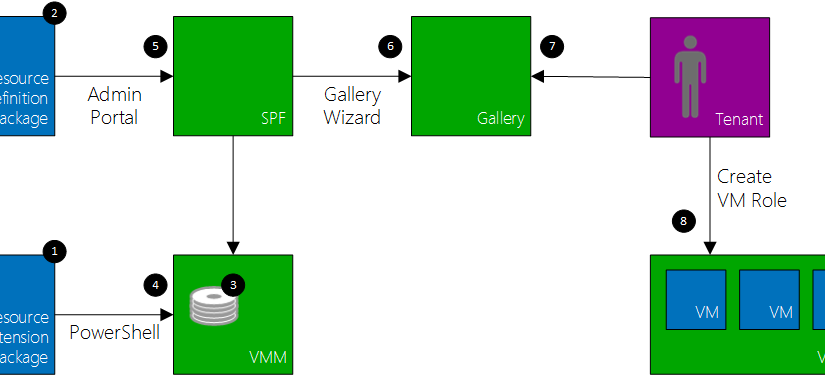 2
5
6
7
esource
efinition
ackage
Admin
Portal
SPF
Gallery
Wizard
Gallery
Tenant
Create
VM Role
8
1
4
3
esource
tension
ackage
PowerShell
VMM
VM
VM
V